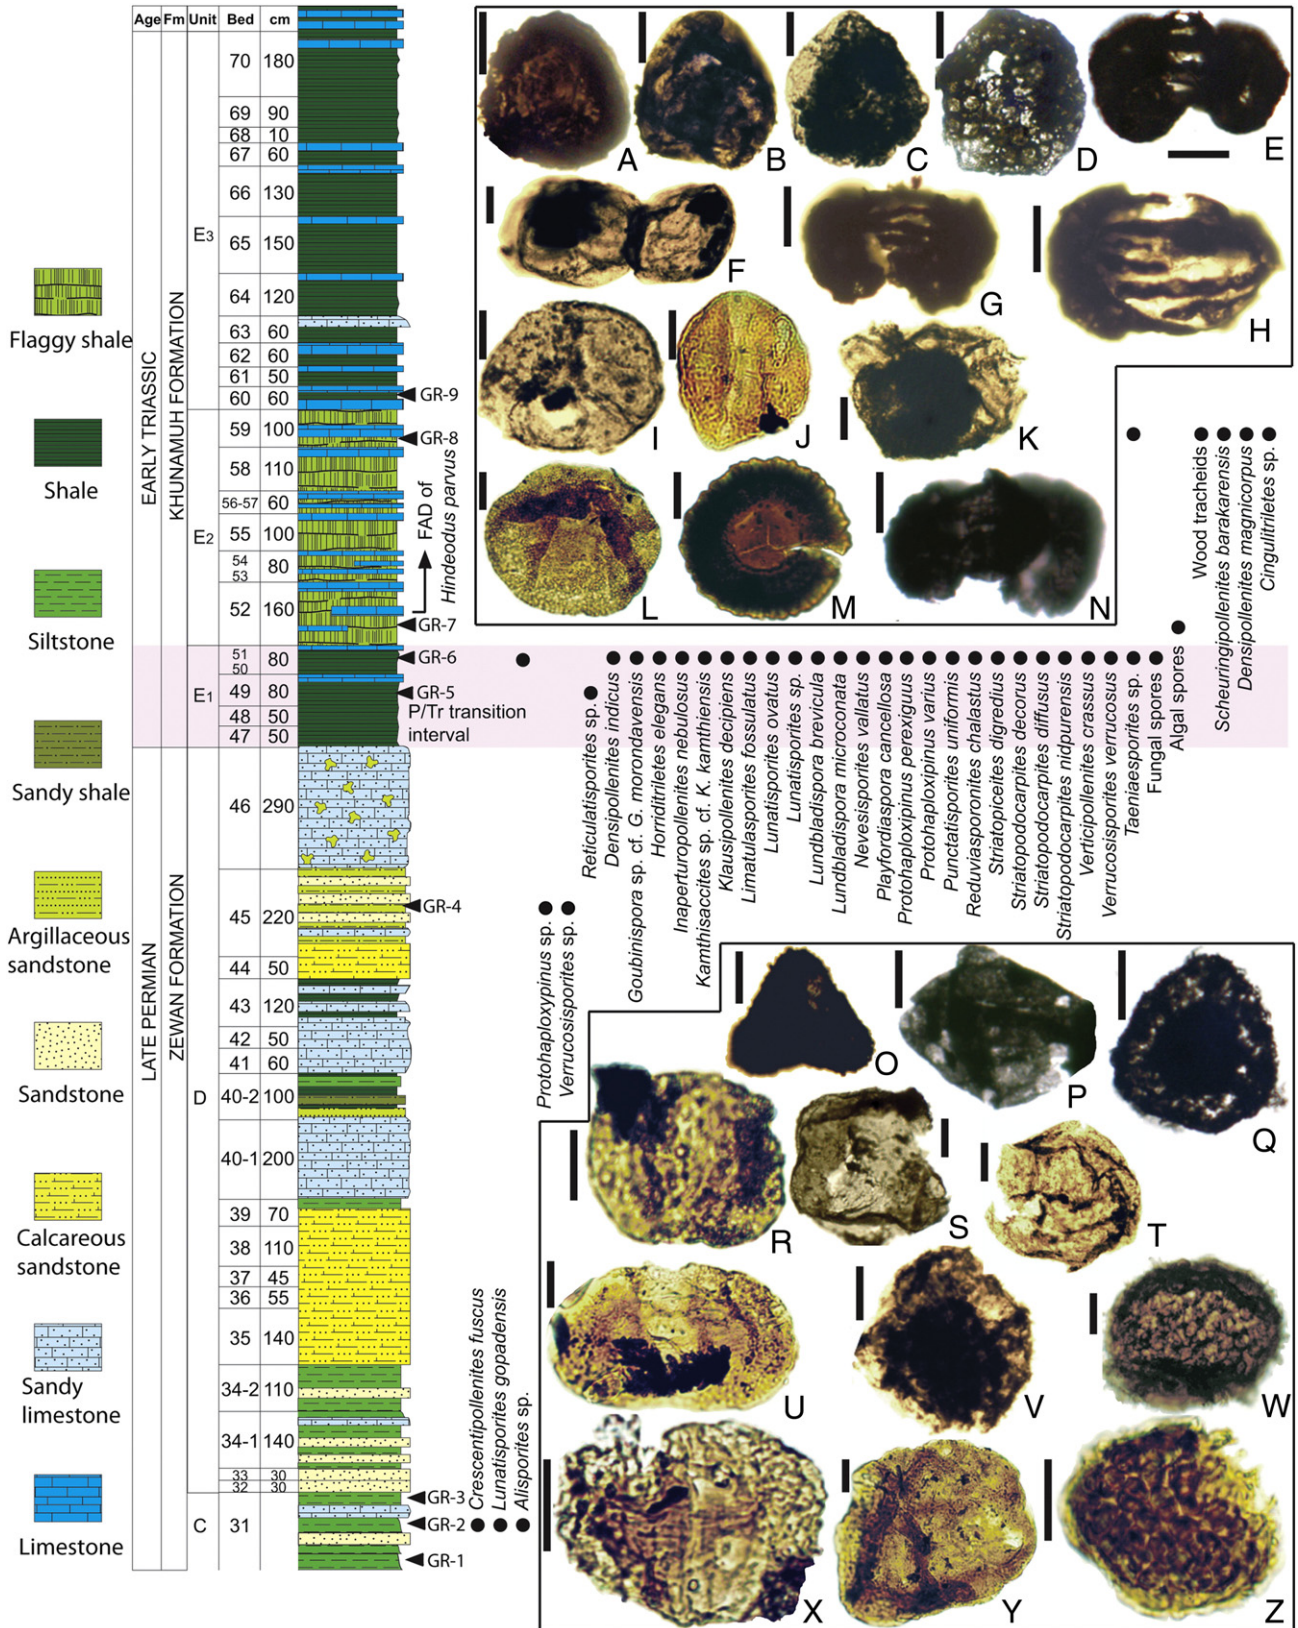 Age Fm Unit Bed cm
70 180
69 90
68 10
67 60
66 130
65 150
64 120
63 60
62 60
61 50
60 60
59 100
58 110
56-57 60
55 100
54
53 80
52 160
51
50 80
49 80
48 50
47 50
46 290
45 220
44 50
43 120
42 50
41 60
40-2 100
40-1 200
39 70
38 110
37 45
36 55
35 140
34-2 110
34-1 140
33 30
32 30
31
E3
E2
E1
D
C
EARLY TRIASSIC
LATE PERMIAN
KHUNAMUH FORMATION
ZEWAN FORMATION
Flaggy shale
Shale
Siltstone
Sandy shale
Argillaceous
sandstone
Sandstone
Calcareous
sandstone
Sandy
limestone
Limestone
GR-9
GR-8
FAD of
Hindeodus parvus
GR-7
GR-6
GR-5
P/Tr transition
interval
GR-4
GR-3
GR-2
GR-1
Crescentipollenites fuscus
Lunatisporites gopadensis
Alisporites sp.
Protohaploxypinus sp.
Verrucosisporites sp.
Reticulatisporites sp.
Densipollenites indicus
Goubinispora sp. cf. G. morondavensis
Horriditriletes elegans
Inaperturopollenites nebulosus
Kamthisaccites sp. cf. K. kamthiensis
Klausipollenites decipiens
Limatulasporites fossulatus
Lunatisporites ovatus
Lunatisporites sp.
Lundbladispora brevicula
Lundbladispora microconata
Nevesisporites vallatus
Playfordiaspora cancellosa
Protohaploxipinus perexiguus
Protohaploxipinus varius
Punctatisporites uniformis
Reduviasporonites chalastus
Striatopiceites digredius
Striatopodocarpites decorus
Striatopodocarpites diffusus
Striatopodocarpites nidpurensis
Verticipollenites crassus
Verrucosisporites verrucosus
Taeniaesporites sp.
Fungal spores
Algal spores
Wood tracheids
Scheuringipollenites barakarensis
Densipollenites magnicorpus
Cingulitriletes sp.
A
B
C
D
E
F
G
H
I
J
K
L
M
N
O
P
Q
R
S
T
U
V
W
X
Y
Z